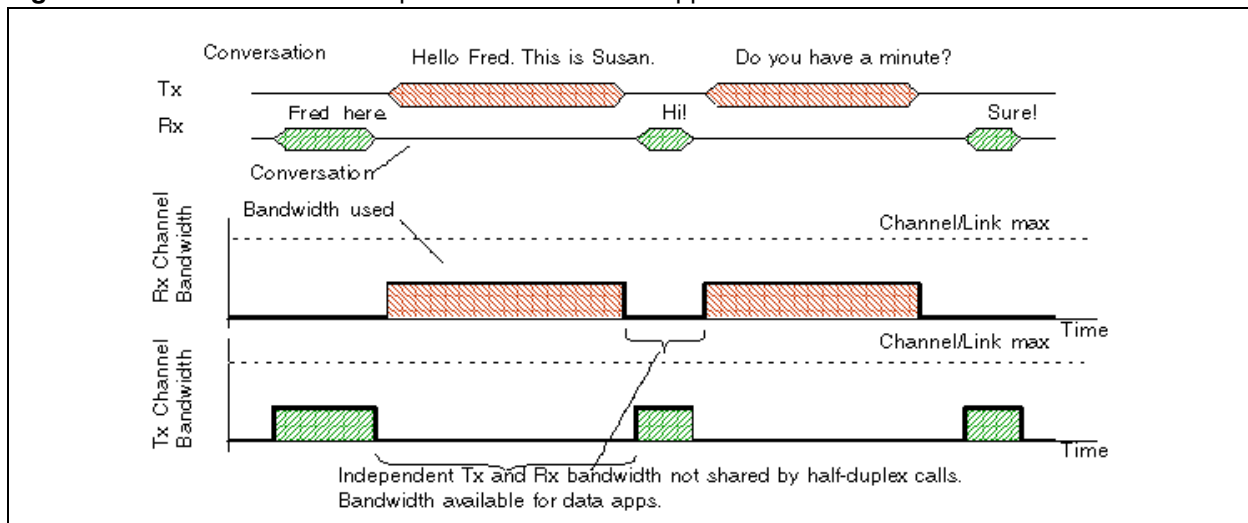 Conversation
Hello Fred. This is Susan.
Do you have a minute?
Tx
Fred here.
Hi!
Sure!
Rx
Conversation
Bandwidth used
Channel/Link max
Rx Channel
Bandwidth
Time
Channel/Link max
Tx Channel
Bandwidth
Time
Independent Tx and Rx bandwidth not shared by half-duplex calls.
Bandwidth available for data apps.